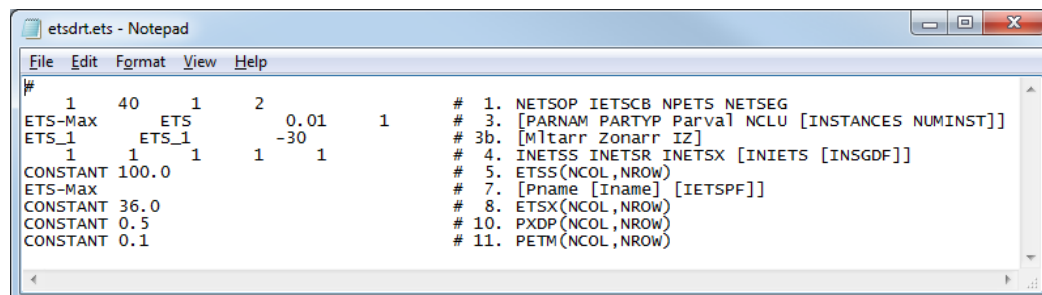 etsdrt.ets - Notepad
File Edit Format View Help
#
1 40 1 2 # 1. NETSOP IETSCB NPETS NETSEG
ETS-Max ETS 0.01 1 # 3. [PARNAM PARTYP Parval NCLU [INSTANCES NUMINST]]
ETS_1 ETS_1 -30 # 3b. [Mltarr Zonarr IZ]
1 1 1 1 1 # 4. INETSS INETSR INETSX [INIETS [INSGDF]]
CONSTANT 100.0 # 5. ETSS(NCOL,NROW)
ETS-Max # 7. [Pname [Iname] [IETSPF]]
CONSTANT 36.0 # 8. ETSX(NCOL,NROW)
CONSTANT 0.5 # 10. PXDP(NCOL,NROW)
CONSTANT 0.1 # 11. PETM(NCOL,NROW)